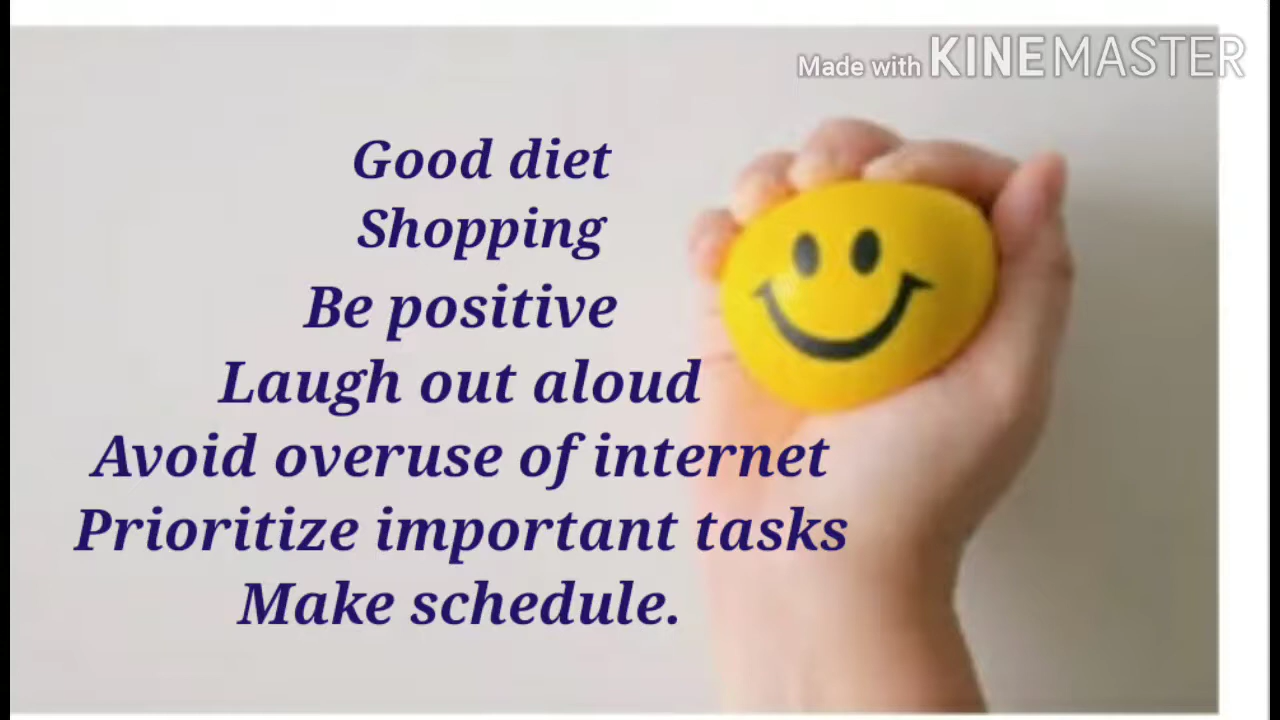 Made with KINEMASTER
Good diet
Shopping
Be positive
Laugh out aloud
Avoid overuse of internet
Prioritize important tasks
Make schedule.